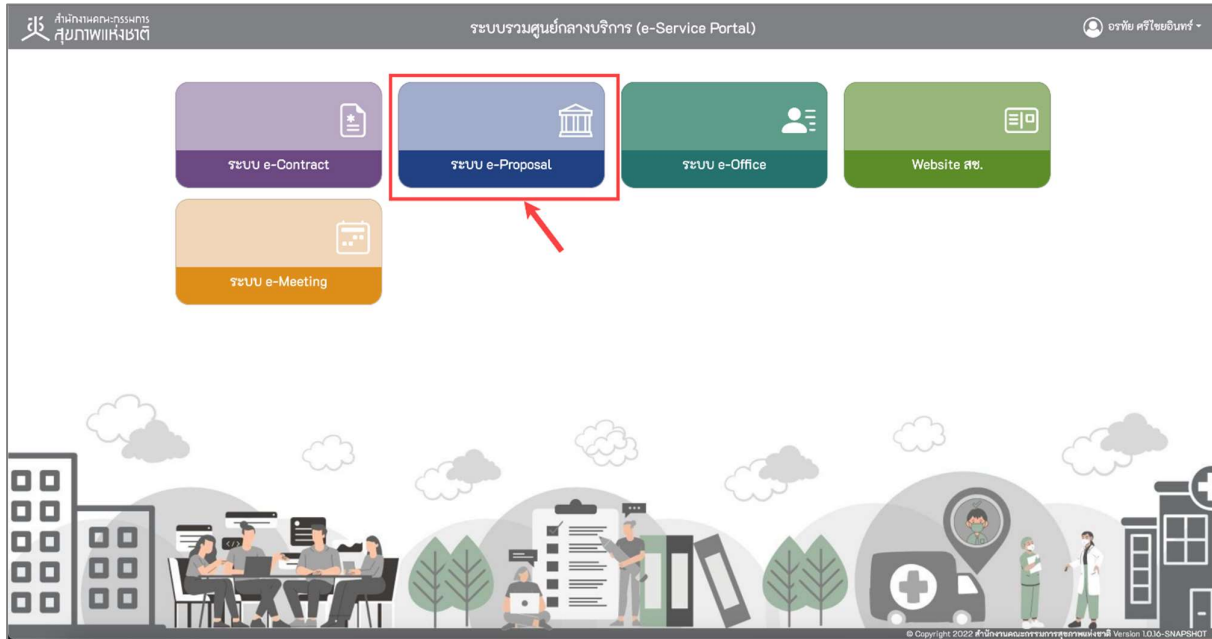 สำนักงานคณะกรรมการ
สุขภาพแห่งชาติ
ระบบรวมศูนย์กลางบริการ (e-Service Portal)
อรทัย ศรีไชยอินทร์
ระบบ e-Contract
ระบบ e-Proposal
ระบบ e-Office
Website สช.
ระบบ e-Meeting
© Copyright 2022 สำนักงานคณะกรรมการสุขภาพแห่งชาติ Version 1.0.16-SNAPSHOT